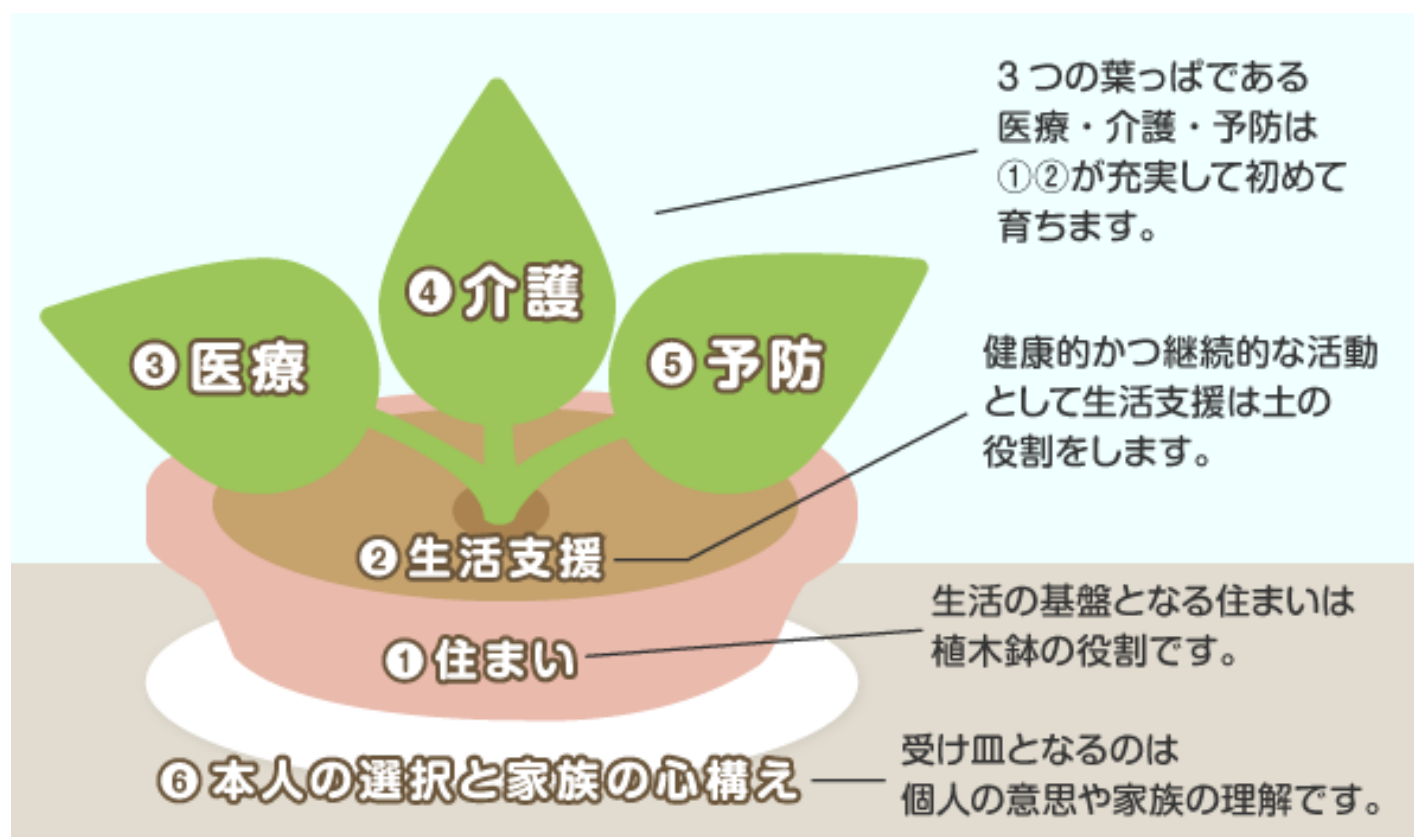 3つの葉っぱである
医療・介護・予防は
①②が充実して初めて
育ちます。
❹介護
❸医療
❺予防
健康的かつ継続的な活動
として生活支援は土の
役割をします。
❷生活支援
生活の基盤となる住まいは
植木鉢の役割です。
❶住まい
❻本人の選択と家族の心構え
受け皿となるのは
個人の意思や家族の理解です。